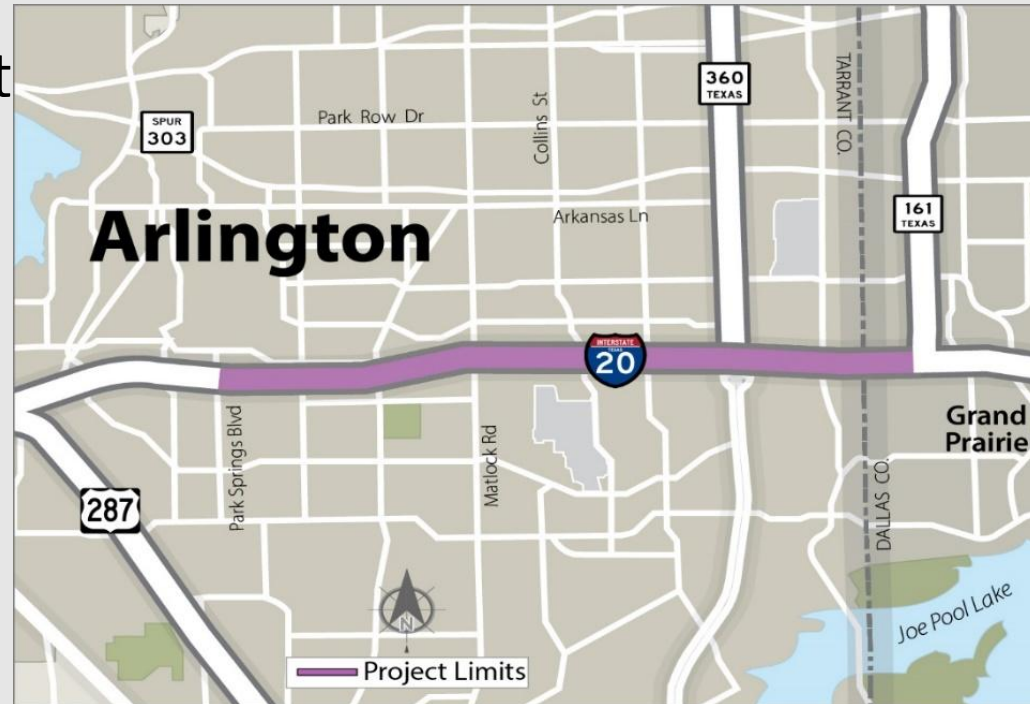 t
SPUR
303
Park Row Dr
Collins St
360
TEXAS
TARRANT CO.
161
TEXAS
Arlington
Arkansas Ln
INTERSTATE
TEXAS
20
Grand
Prairie
Park Springs Blvd
Matlock Rd
287
DALLAS CO.
N
Joe Pool Lake
Project Limits